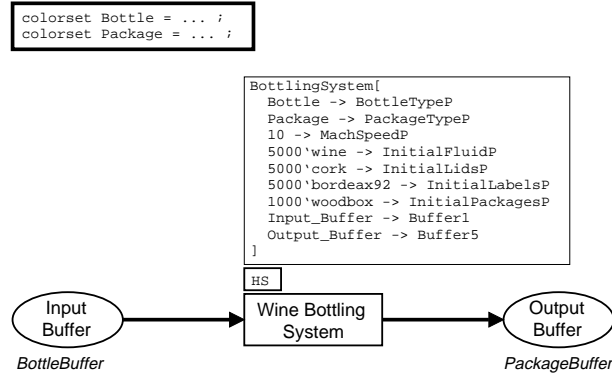 colorset Bottle = ... ;
colorset Package = ... ;
BottlingSystem[
Bottle -> BottleTypeP
Package -> PackageTypeP
10 -> MachSpeedP
5000‘wine -> InitialFluidP
5000‘cork -> InitialLidsP
5000‘bordeax92 -> InitialLabelsP
1000‘woodbox -> InitialPackagesP
Input_Buffer -> Buffer1
Output_Buffer -> Buffer5
]
HS
Input
Buffer
Wine Bottling
System
Output
Buffer
BottleBuffer
PackageBuffer